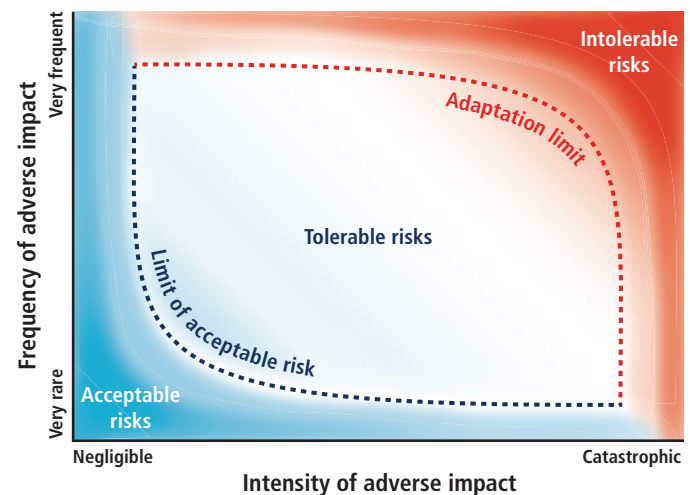 Very frequent
Intolerable
risks
Adaptation limit
Frequency of adverse impact
Tolerable risks
Limit of acceptable risk
Very rare
Acceptable
risks
Negligible
Catastrophic
Intensity of adverse impact